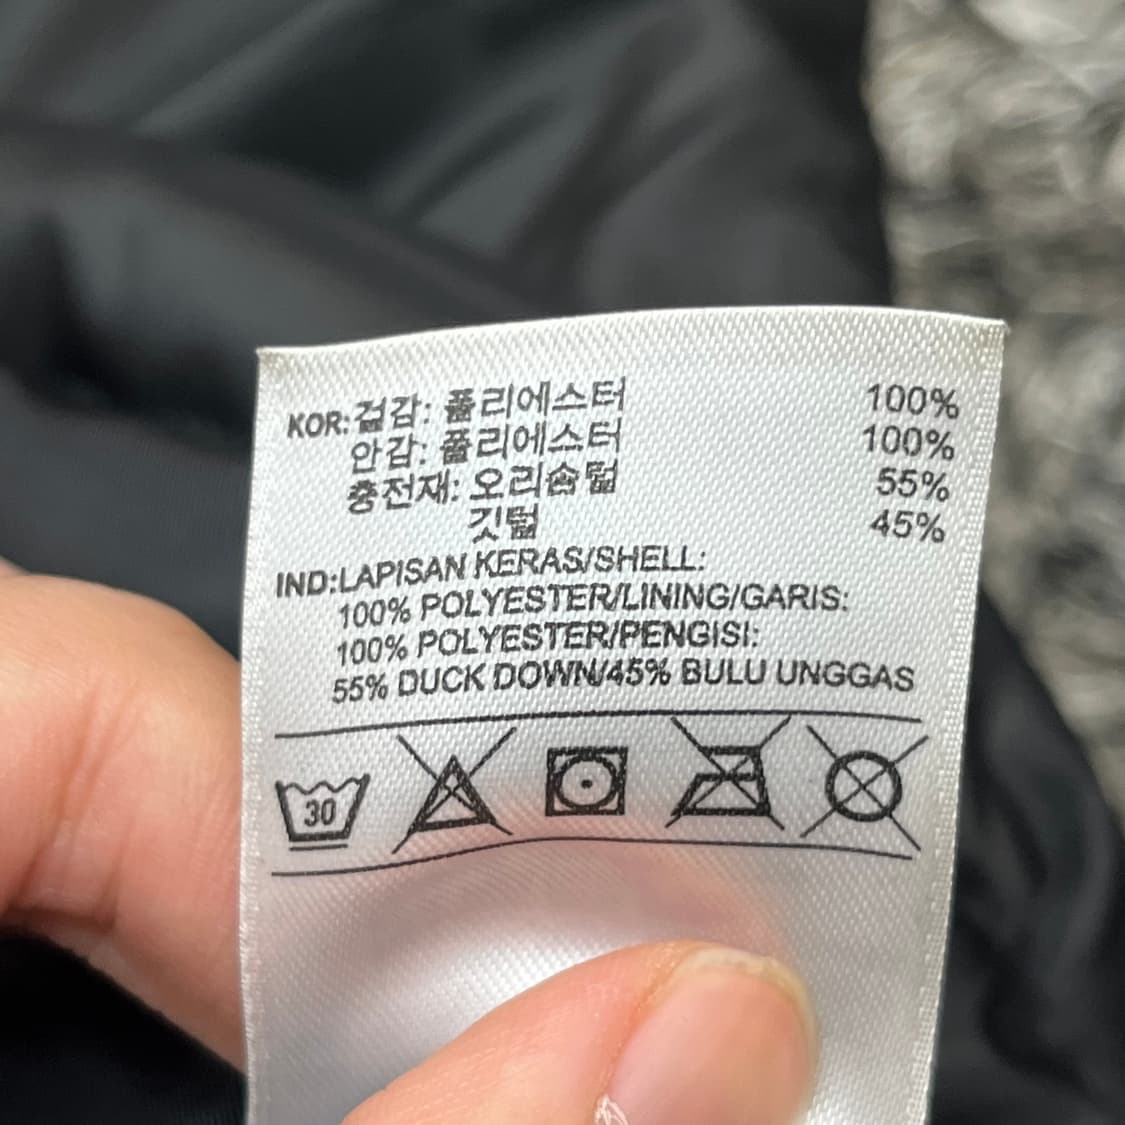 KOR:겉감: 폴리에스터 100%
안감: 폴리에스터 100%
충전재: 오리솜털 55%
깃털 45%
IND:LAPISAN KERAS/SHELL:
100% POLYESTER/LINING/GARIS:
100% POLYESTER/PENGISI:
55% DUCK DOWN/45% BULU UNGGAS
30